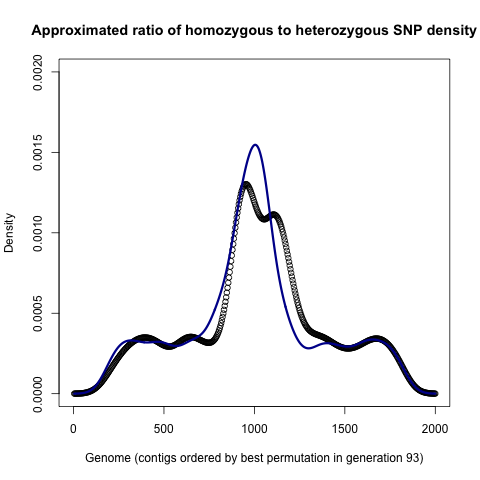 Approximated ratio of homozygous to heterozygous SNP density
0.0020
0.0015
0.0010
0.0005
0.0000
Density
0 500 1000 1500 2000
Genome (contigs ordered by best permutation in generation 93)